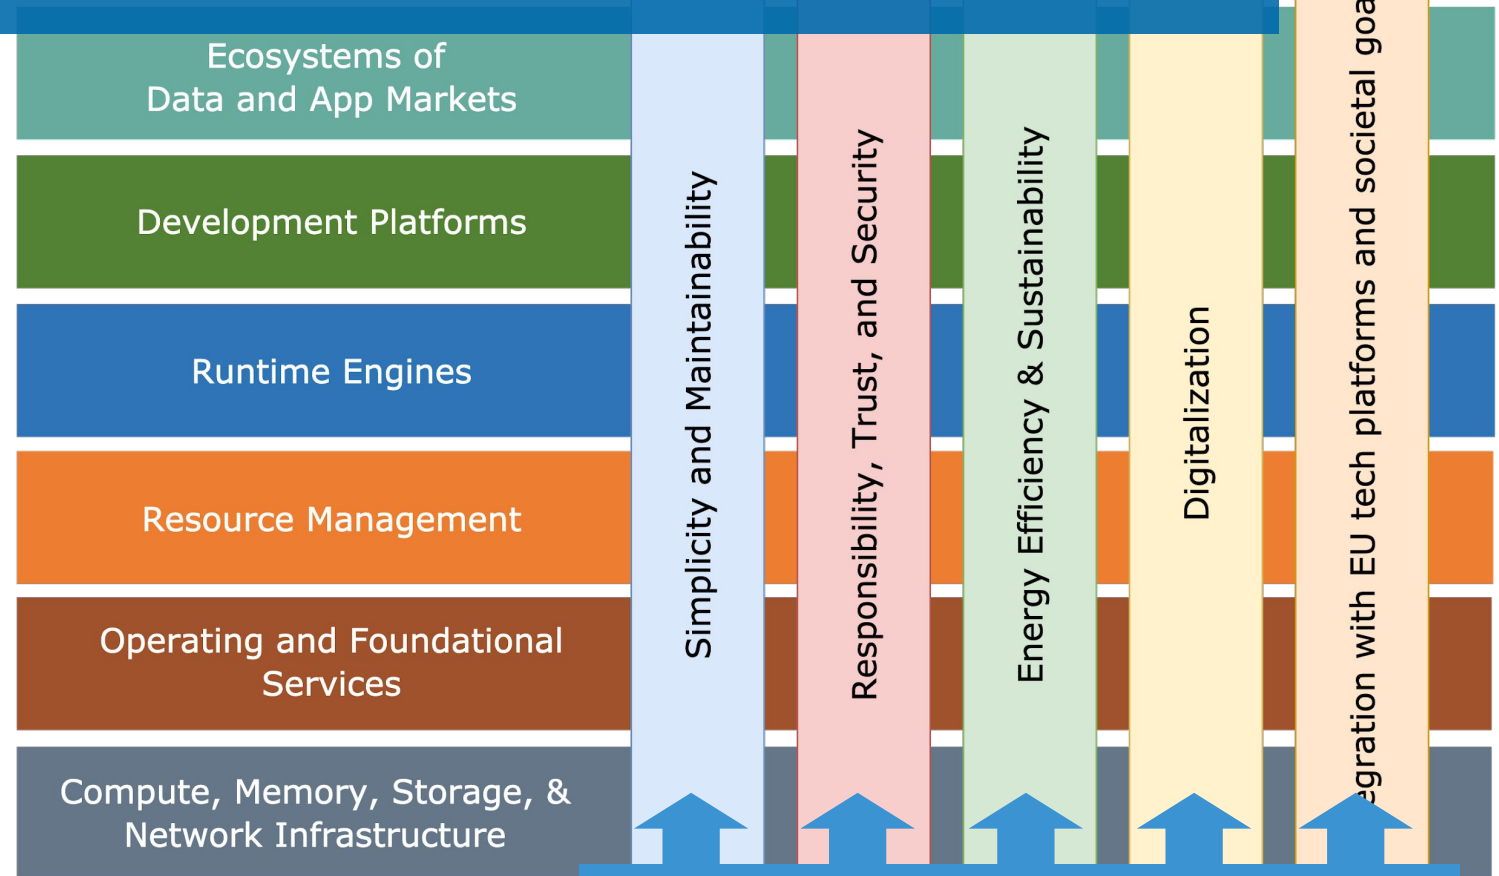 Ecosystems of
Data and App Markets
Development Platforms
Runtime Engines
Resource Management
Operating and Foundational
Services
Compute, Memory, Storage, &
Network Infrastructure
Simplicity and Maintainability
Responsibility, Trust, and Security
Energy Efficiency & Sustainability
Digitalization
with EU tech platforms and societal